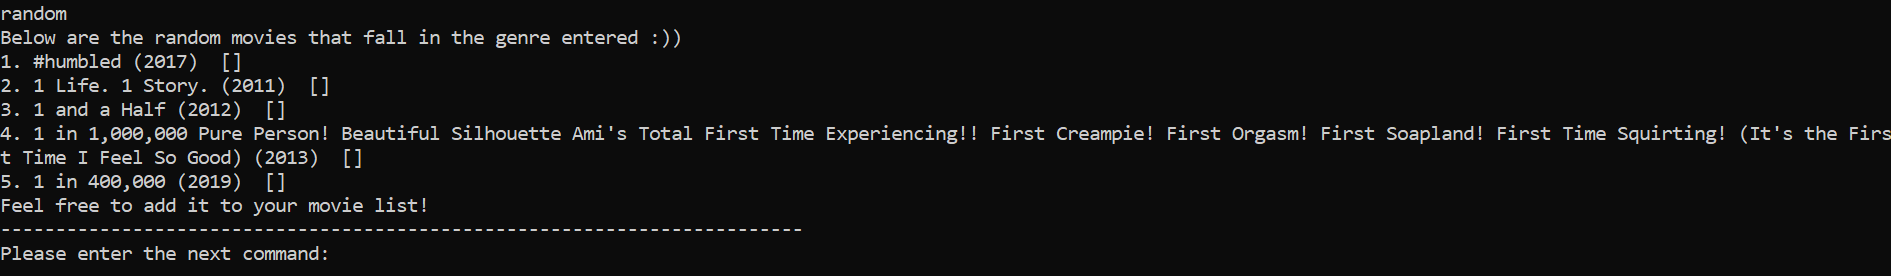 random
Below are the random movies that fall in the genre entered :))
1. #humbled (2017)  []
2. 1 Life. 1 Story. (2011)  []
3. 1 and a Half (2012)  []
4. 1 in 1,000,000 Pure Person! Beautiful Silhouette Ami's Total First Time Experiencing!! First Creampie! First Orgasm! First Soapland! First Time Squirting! (It's the Firs
t Time I Feel So Good) (2013)  []
5. 1 in 400,000 (2019)  []
Feel free to add it to your movie list!
-------------------------------------------------------------------------
Please enter the next command: